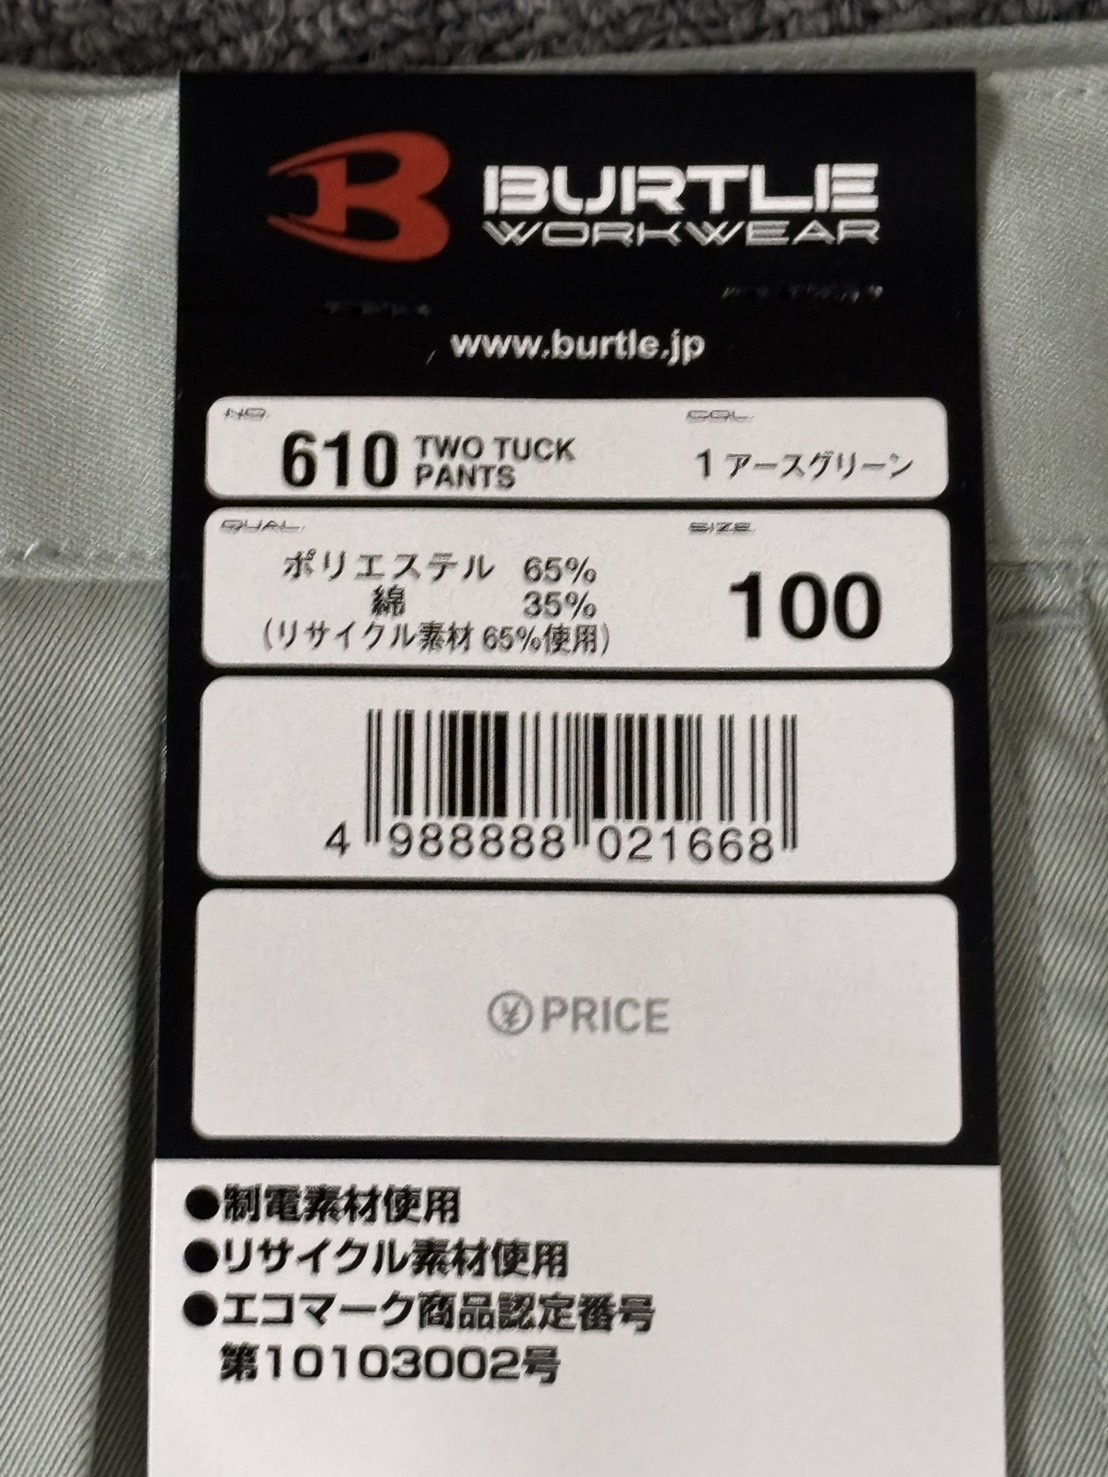 BURTLE
WORKWEAR
www.burtle.jp
NO.
COL.
610 TWO TUCK PANTS
1 アースグリーン
QUAL.
SIZE
ポリエステル 65%
綿 35%
(リサイクル素材 65%使用)
100
4 988888 021668
¥ PRICE
●制電素材使用
●リサイクル素材使用
●エコマーク商品認定番号
第10103002号